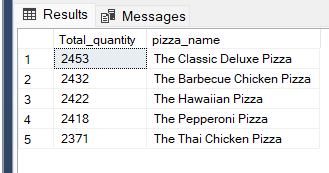 Results Messages
Total_quantity pizza_name
1 2453 The Classic Deluxe Pizza
2 2432 The Barbecue Chicken Pizza
3 2422 The Hawaiian Pizza
4 2418 The Pepperoni Pizza
5 2371 The Thai Chicken Pizza